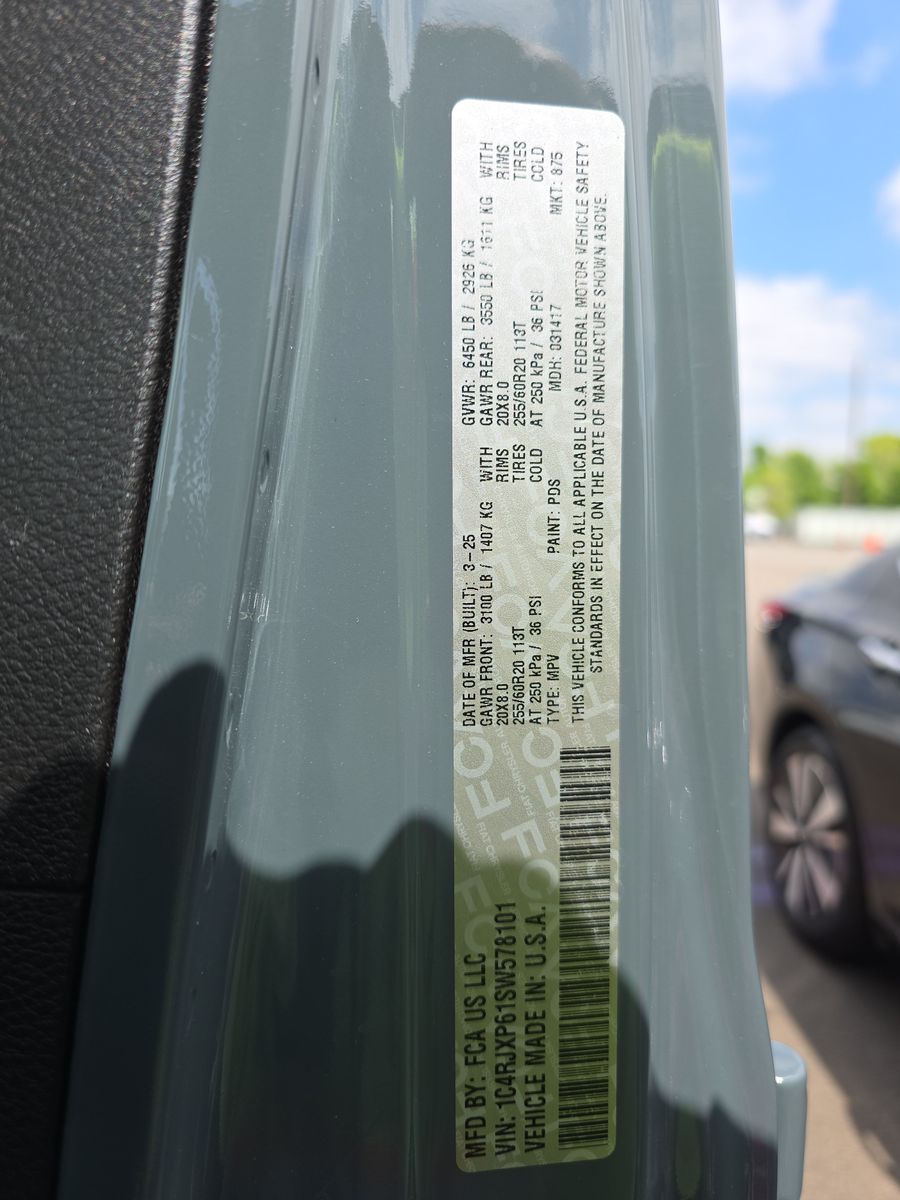 MFD BY: FCA US LLC
VIN: 1C4RJXP61SW578101
VEHICLE MADE IN: U.S.A.
DATE OF MFR (BUILT): 3-25 GVWR: 6450 LB / 2926 KG
GAWR FRONT: 3100 LB / 1407 KG WITH GAWR REAR: 3550 LB / 1611 KG WITH
20X8.0 RIMS 20X8.0 RIMS
255/60R20 113T TIRES 255/60R20 113T TIRES
AT 250 kPa / 36 PSI COLD AT 250 kPa / 36 PSI COLD
TYPE: MPV PAINT: PDS MDH: 031417 MKT: 875
THIS VEHICLE CONFORMS TO ALL APPLICABLE U.S.A. FEDERAL MOTOR VEHICLE SAFETY
STANDARDS IN EFFECT ON THE DATE OF MANUFACTURE SHOWN ABOVE.